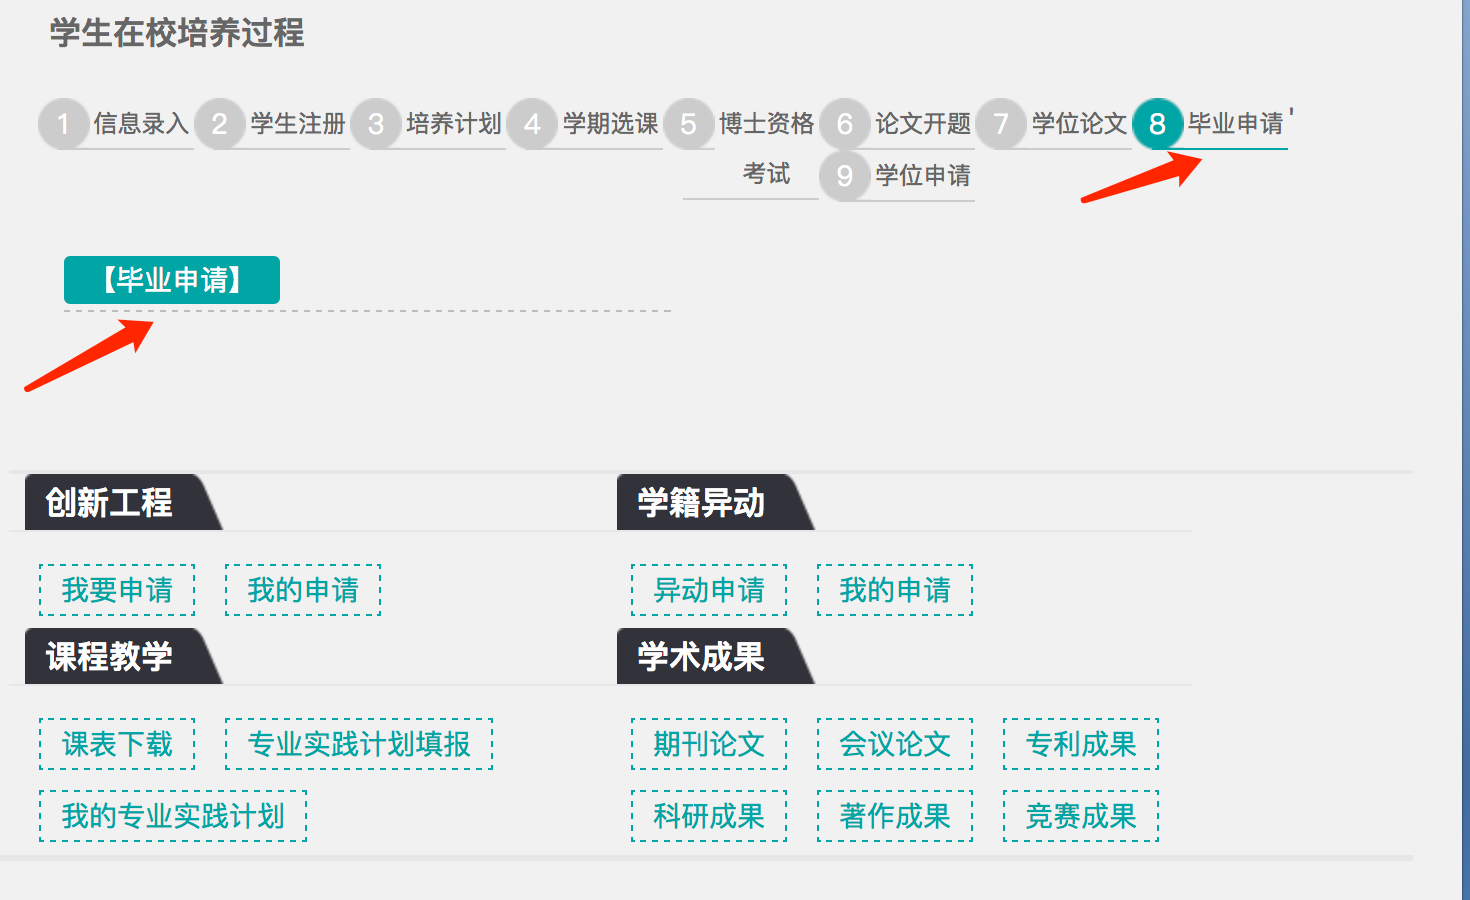 学生在校培养过程
1 信息录入 2 学生注册 3 培养计划 4 学期选课 5 博士资格 6 论文开题 7 学位论文 8 毕业申请 '
考试 9 学位申请
【毕业申请】
创新工程 学籍异动
我要申请 我的申请 异动申请 我的申请
课程教学 学术成果
课表下载 专业实践计划填报 期刊论文 会议论文 专利成果
我的专业实践计划 科研成果 著作成果 竞赛成果